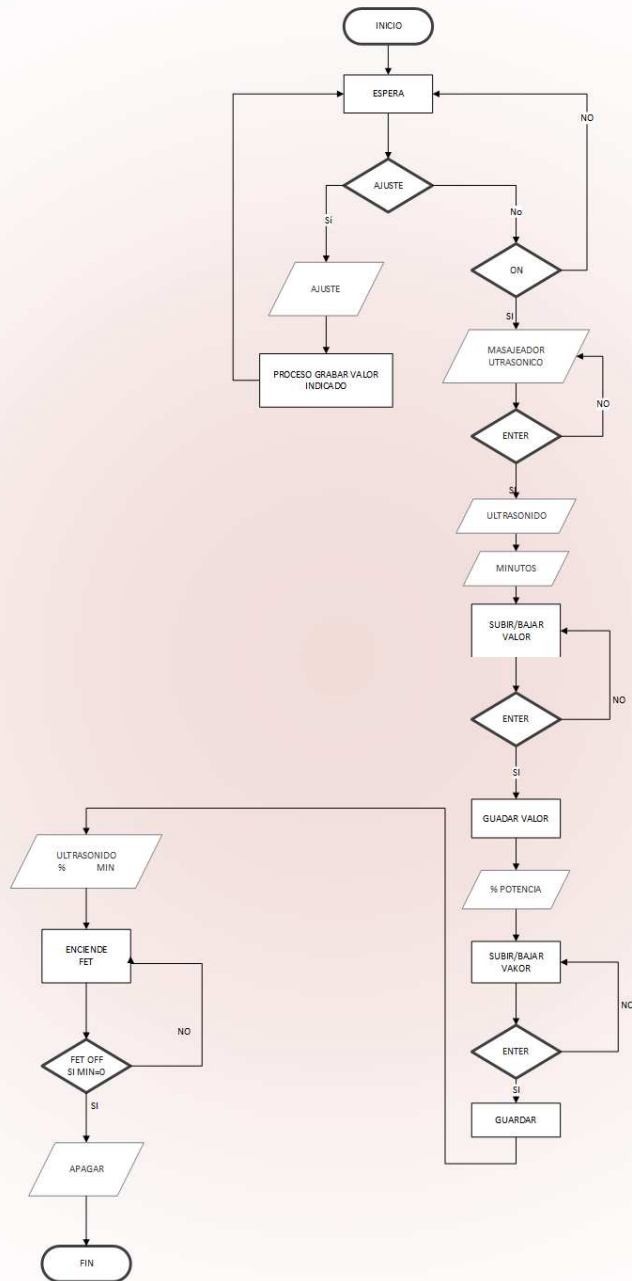 INICIO
ESPERA
NO
AJUSTE
Sí
No
ON
AJUSTE
SI
MASAJEADOR
UTRASONICO
PROCESO GRABAR VALOR
INDICADO
NO
ENTER
SI
ULTRASONIDO
MINUTOS
SUBIR/BAJAR
VALOR
NO
ENTER
SI
GUADAR VALOR
% POTENCIA
SUBIR/BAJAR
VAKOR
NO
ENTER
SI
GUARDAR
ULTRASONIDO
% MIN
ENCIENDE
FET
NO
FET OFF
SI MIN=0
SI
APAGAR
FIN